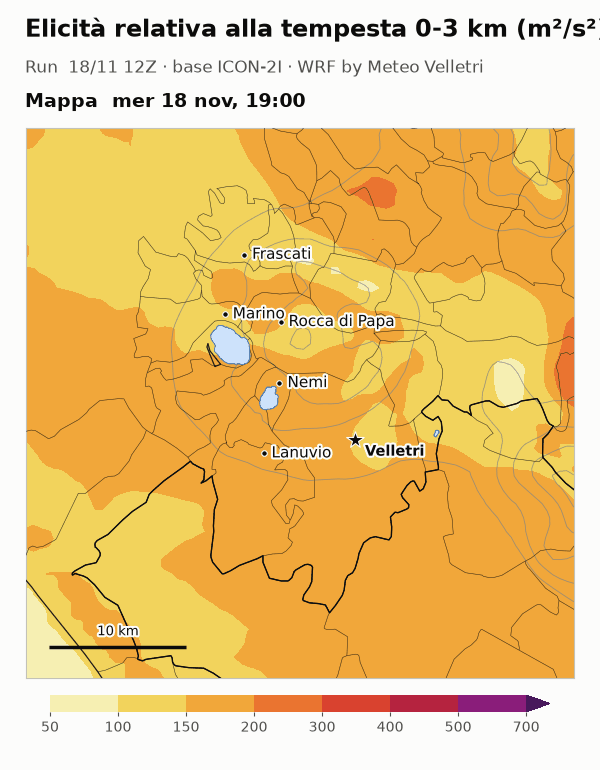 Elicità relativa alla tempesta 0-3 km (m²/s²)
Run 18/11 12Z · base ICON-2I · WRF by Meteo Velletri
Mappa mer 18 nov, 19:00
Frascati
Marino
Rocca di Papa
Nemi
Velletri
Lanuvio
10 km
50 100 150 200 300 400 500 700